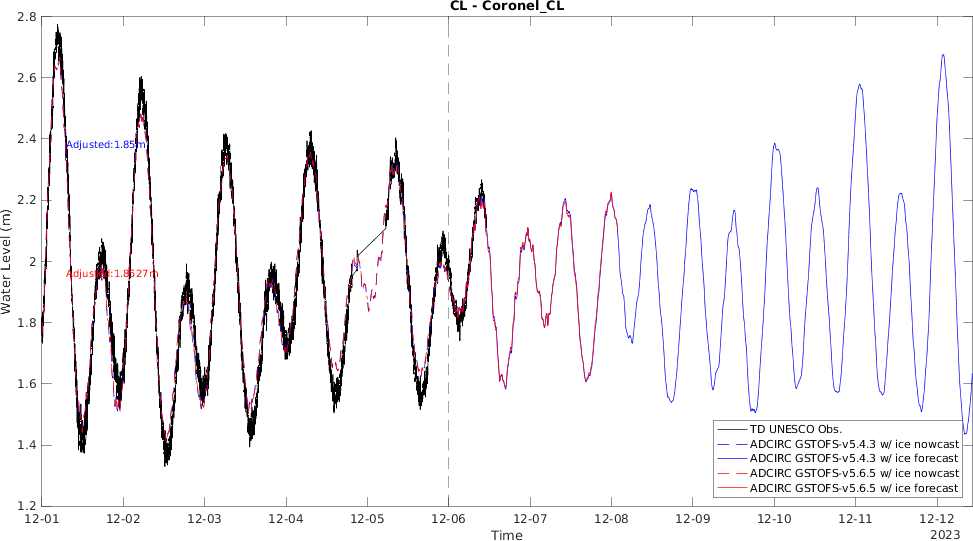 CL - Coronel_CL
2.8
2.6
2.4
2.2
2
1.8
1.6
1.4
1.2
Water Level (m)
Adjusted:1.85m
Adjusted:1.8527m
TD UNESCO Obs.
ADCIRC GSTOFS-v5.4.3 w/ ice nowcast
ADCIRC GSTOFS-v5.4.3 w/ ice forecast
ADCIRC GSTOFS-v5.6.5 w/ ice nowcast
ADCIRC GSTOFS-v5.6.5 w/ ice forecast
12-01 12-02 12-03 12-04 12-05 12-06 12-07 12-08 12-09 12-10 12-11 12-12
Time
2023